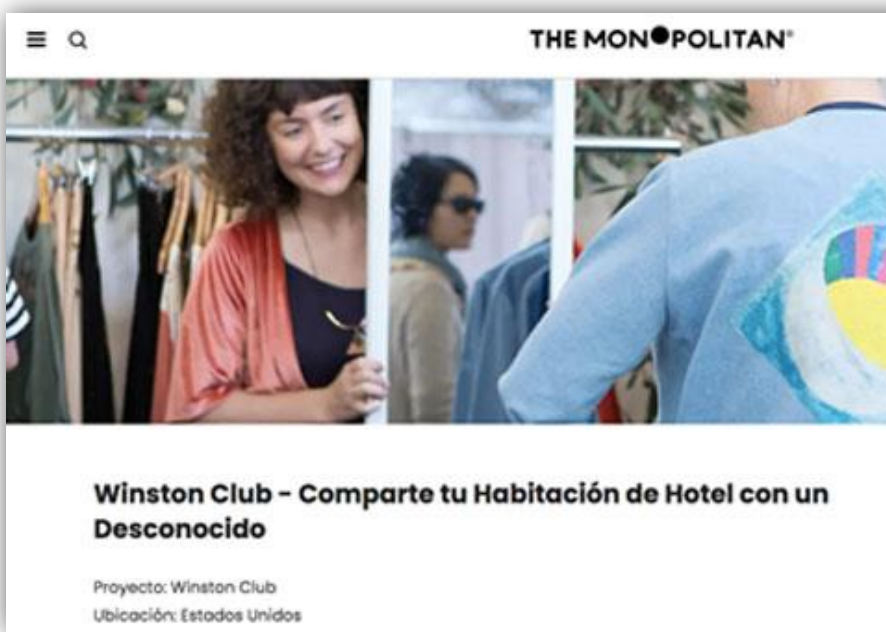 THE MONOPOLITAN®
Winston Club - Comparte tu Habitación de Hotel con un
Desconocido
Proyecto: Winston Club
Ubicación: Estados Unidos